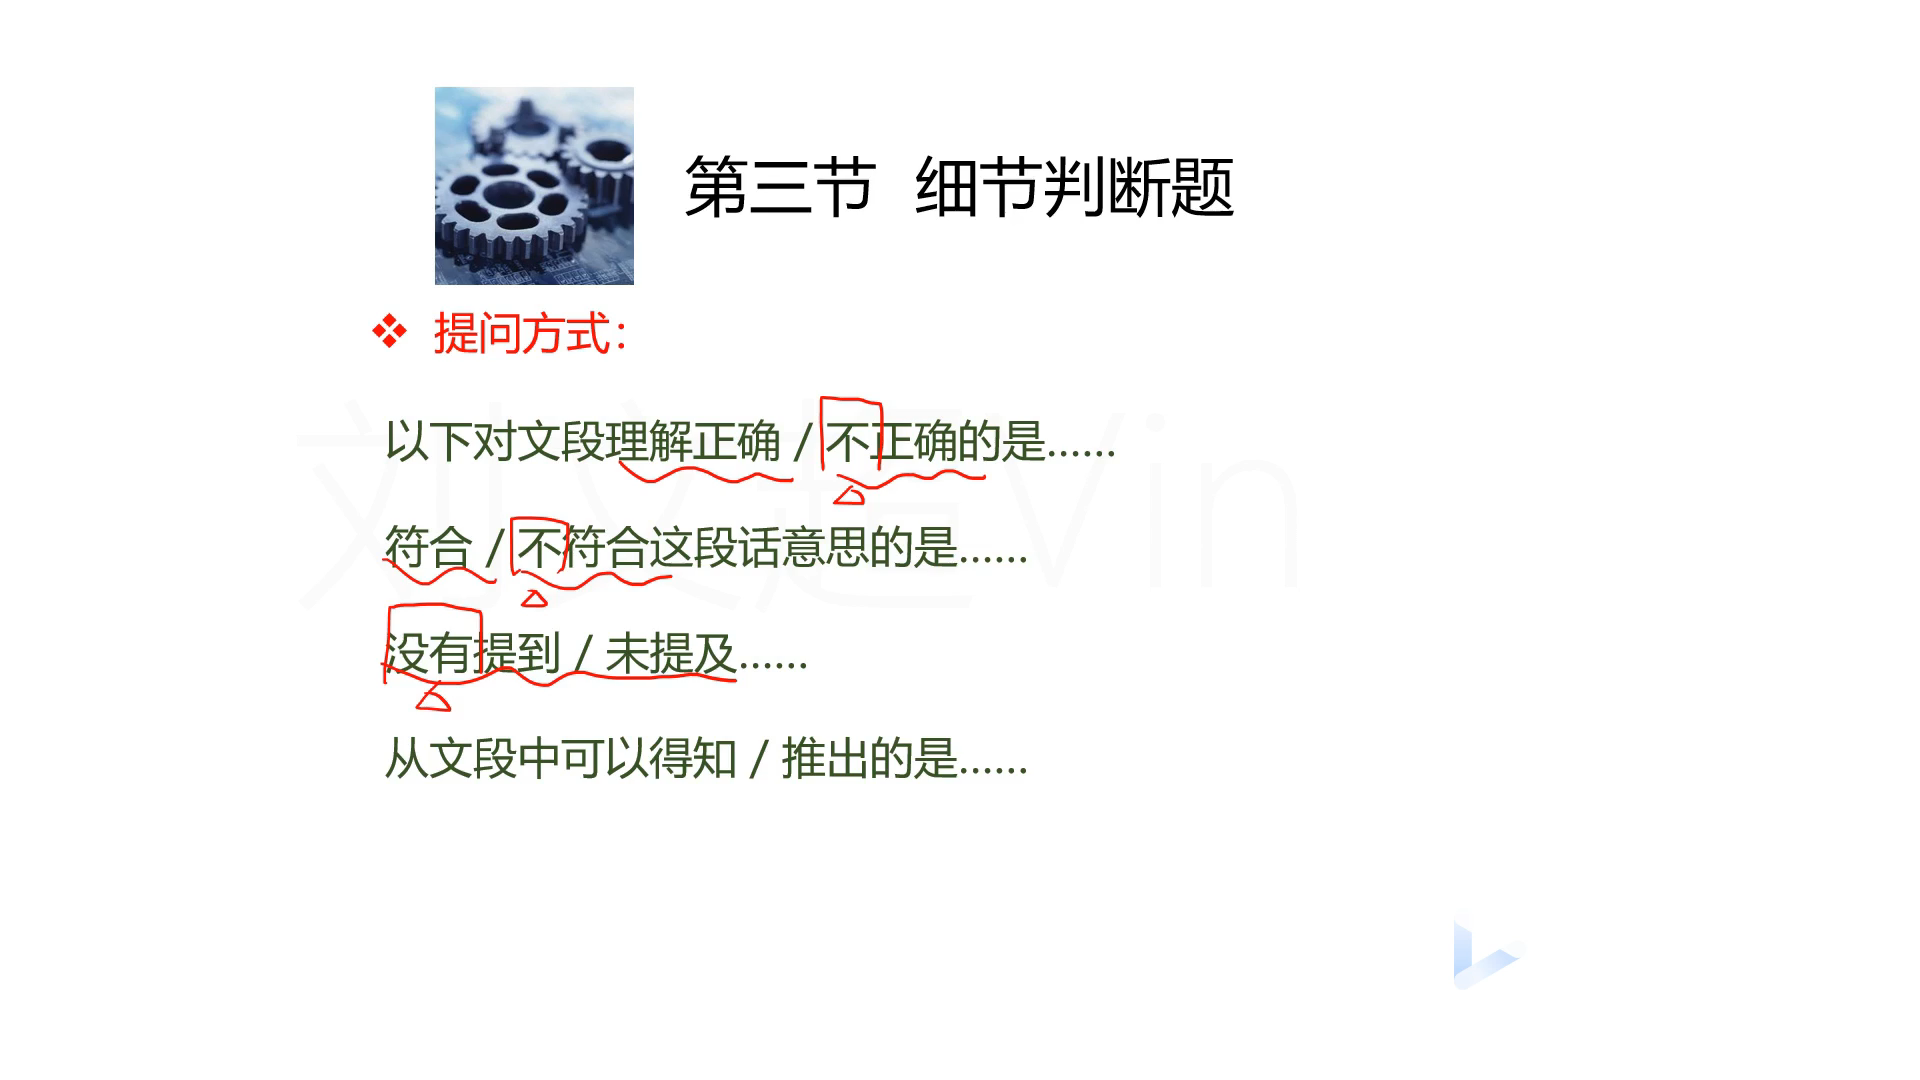 第三节 细节判断题
提问方式：
以下对文段理解正确 / 不正确的是……
符合 / 不符合这段话意思的是……
没有提到 / 未提及……
从文段中可以得知 / 推出的是……
刘文超Vin